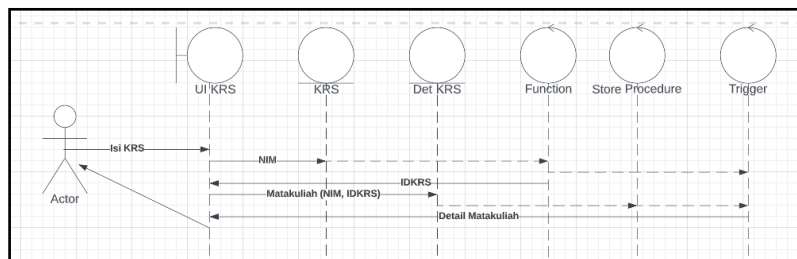 UI KRS
KRS
Det KRS
Function
Store Procedure
Trigger
Isi KRS
NIM
IDKRS
Matakuliah (NIM, IDKRS)
Actor
Detail Matakuliah